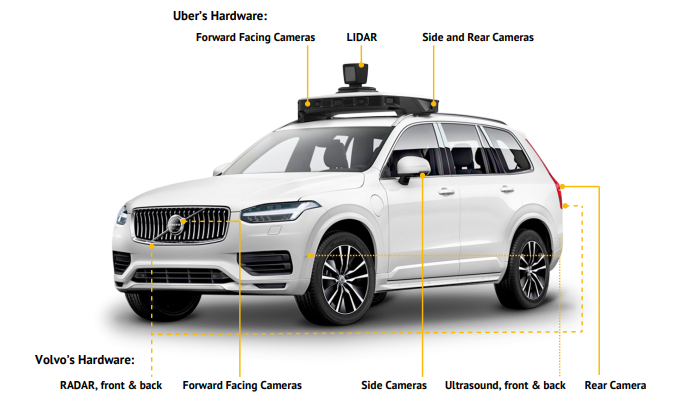 Uber's Hardware:
Forward Facing Cameras
LIDAR
Side and Rear Cameras
Volvo's Hardware:
RADAR, front & back
Forward Facing Cameras
Side Cameras
Ultrasound, front & back
Rear Camera